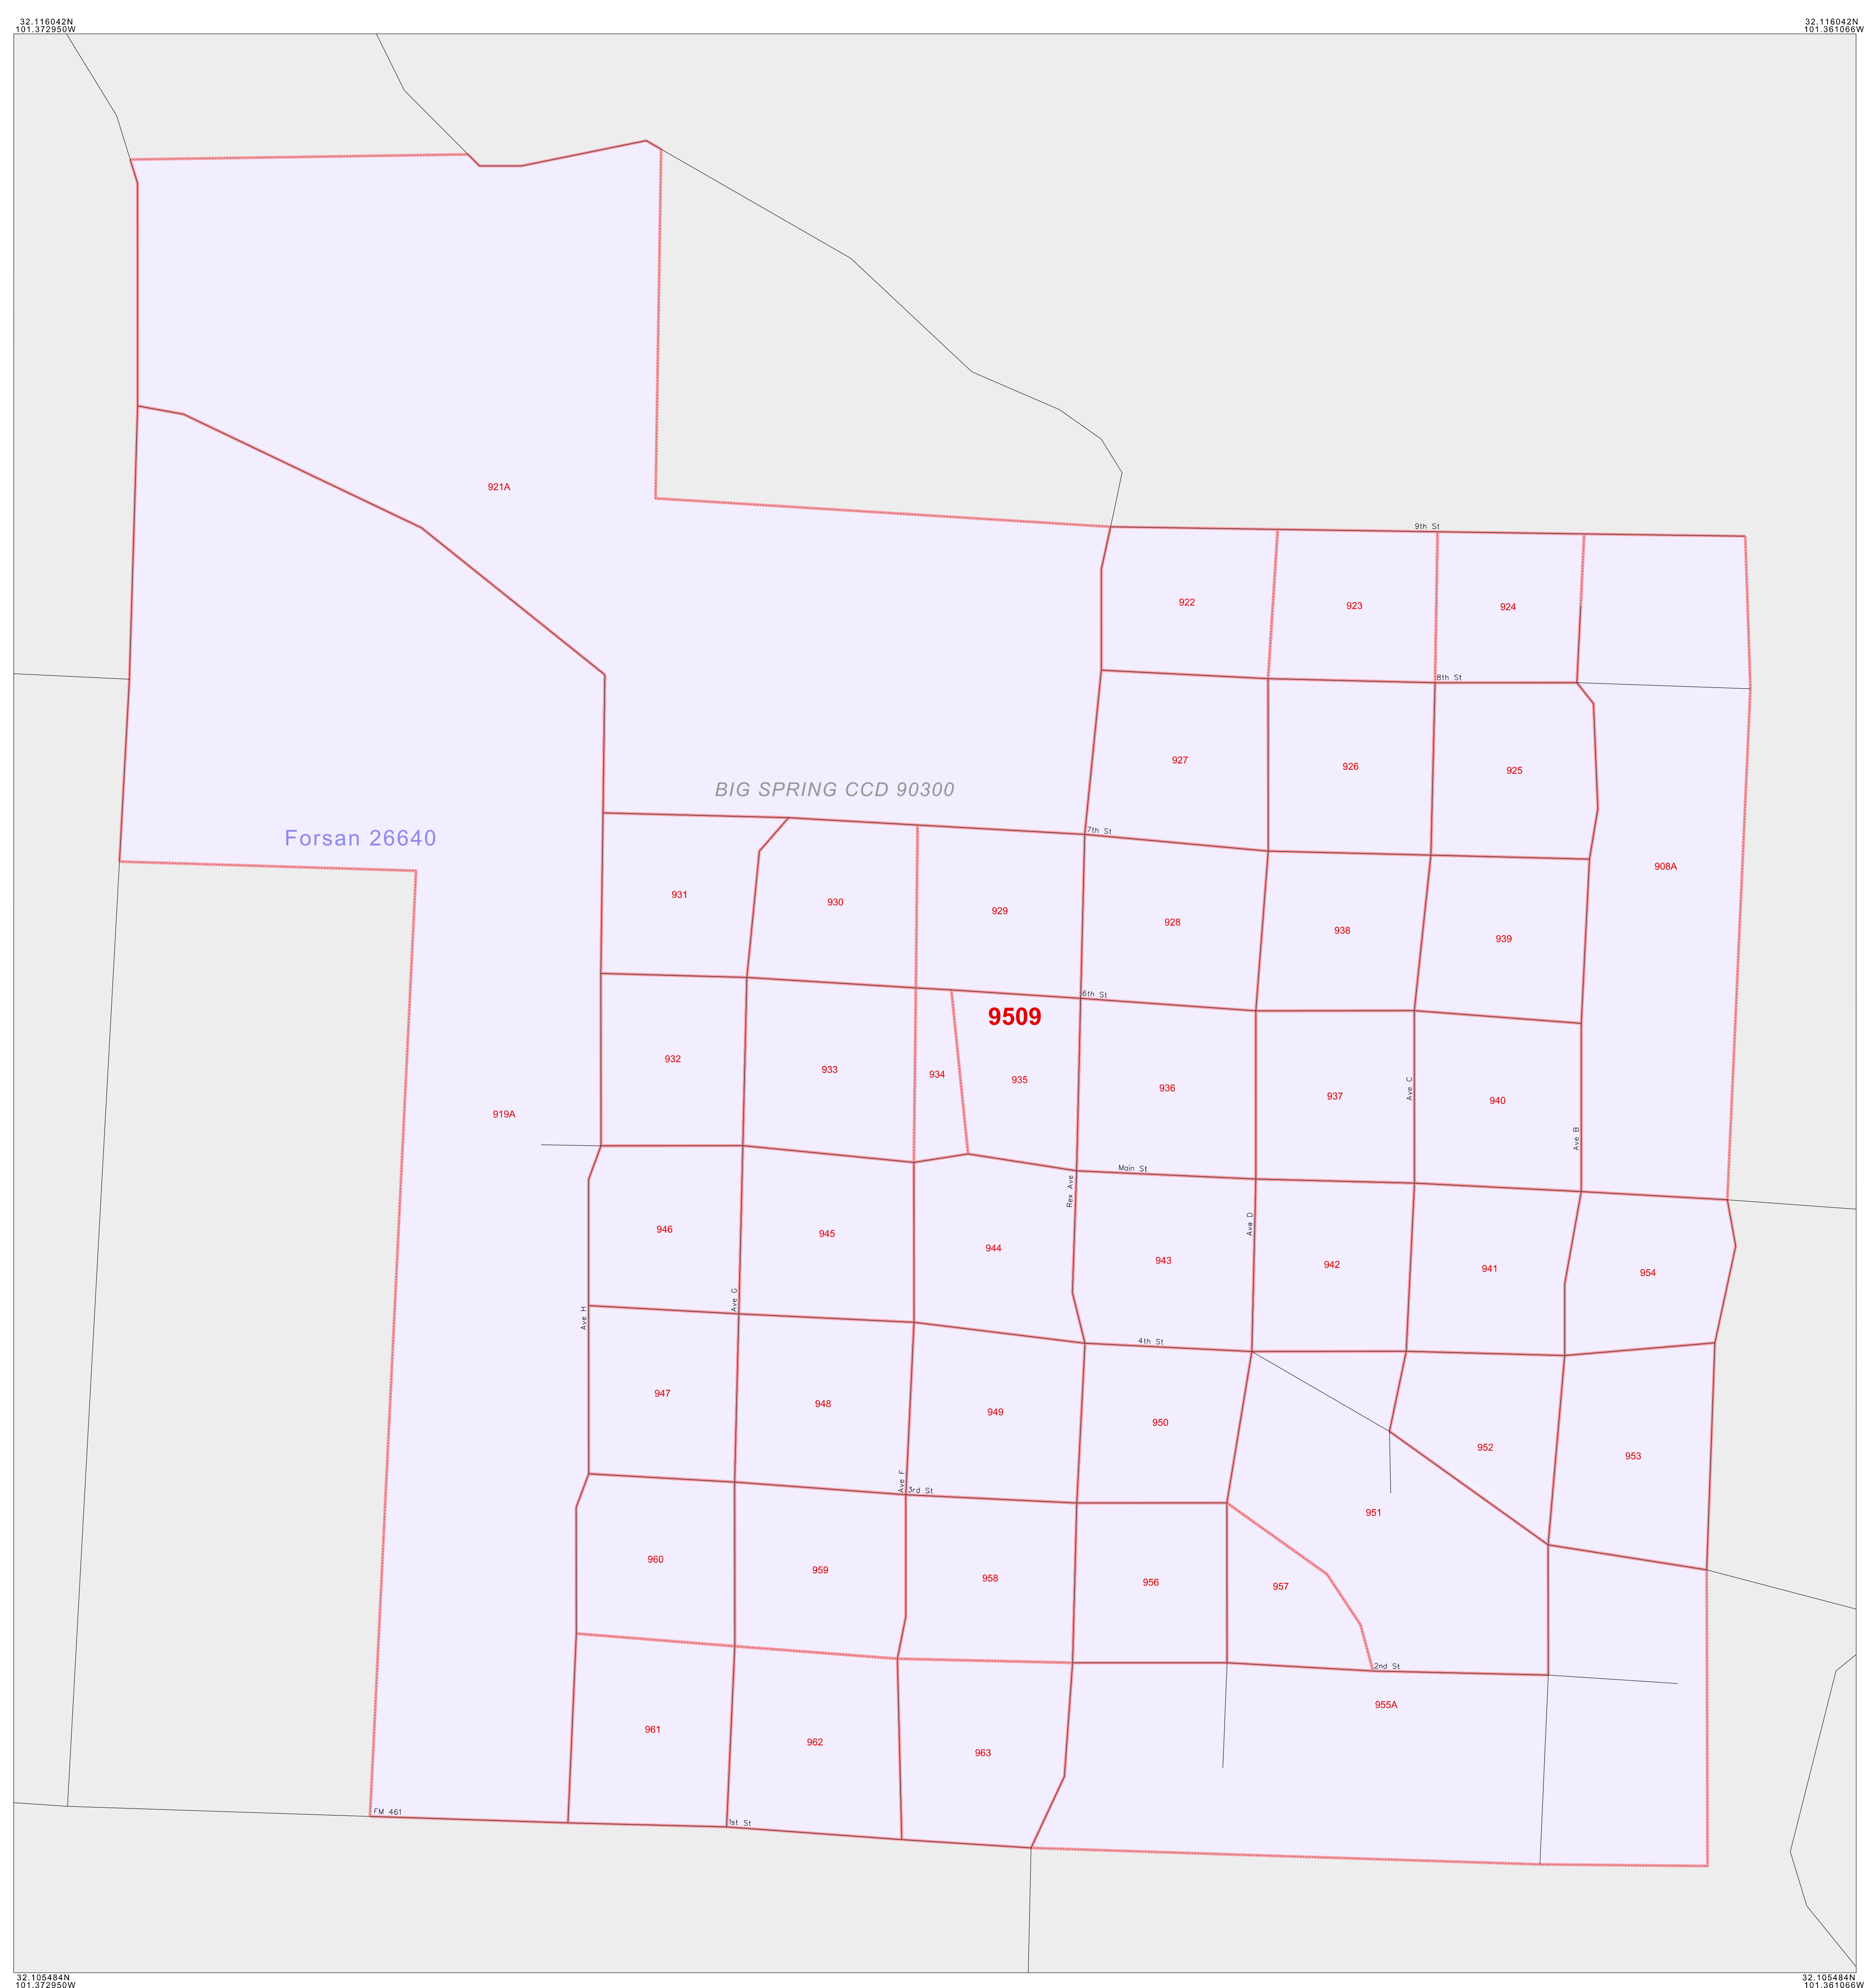 32.116042N
101.372950W
32.116042N
101.361066W
921A
9th St
922
923
924
8th St
927
926
925
BIG SPRING CCD 90300
7th St
Forsan 26640
908A
931
930
929
928
938
939
6th St
9509
932
933
934
935
936
937
Ave C
940
919A
Ave B
Main St
Rex Ave
Ave D
946
945
944
943
942
941
954
Ave H
Ave G
4th St
947
948
949
950
952
953
Ave F
3rd St
951
960
959
958
956
957
2nd St
955A
961
962
963
FM 461
1st St
32.105484N
101.372950W
32.105484N
101.361066W